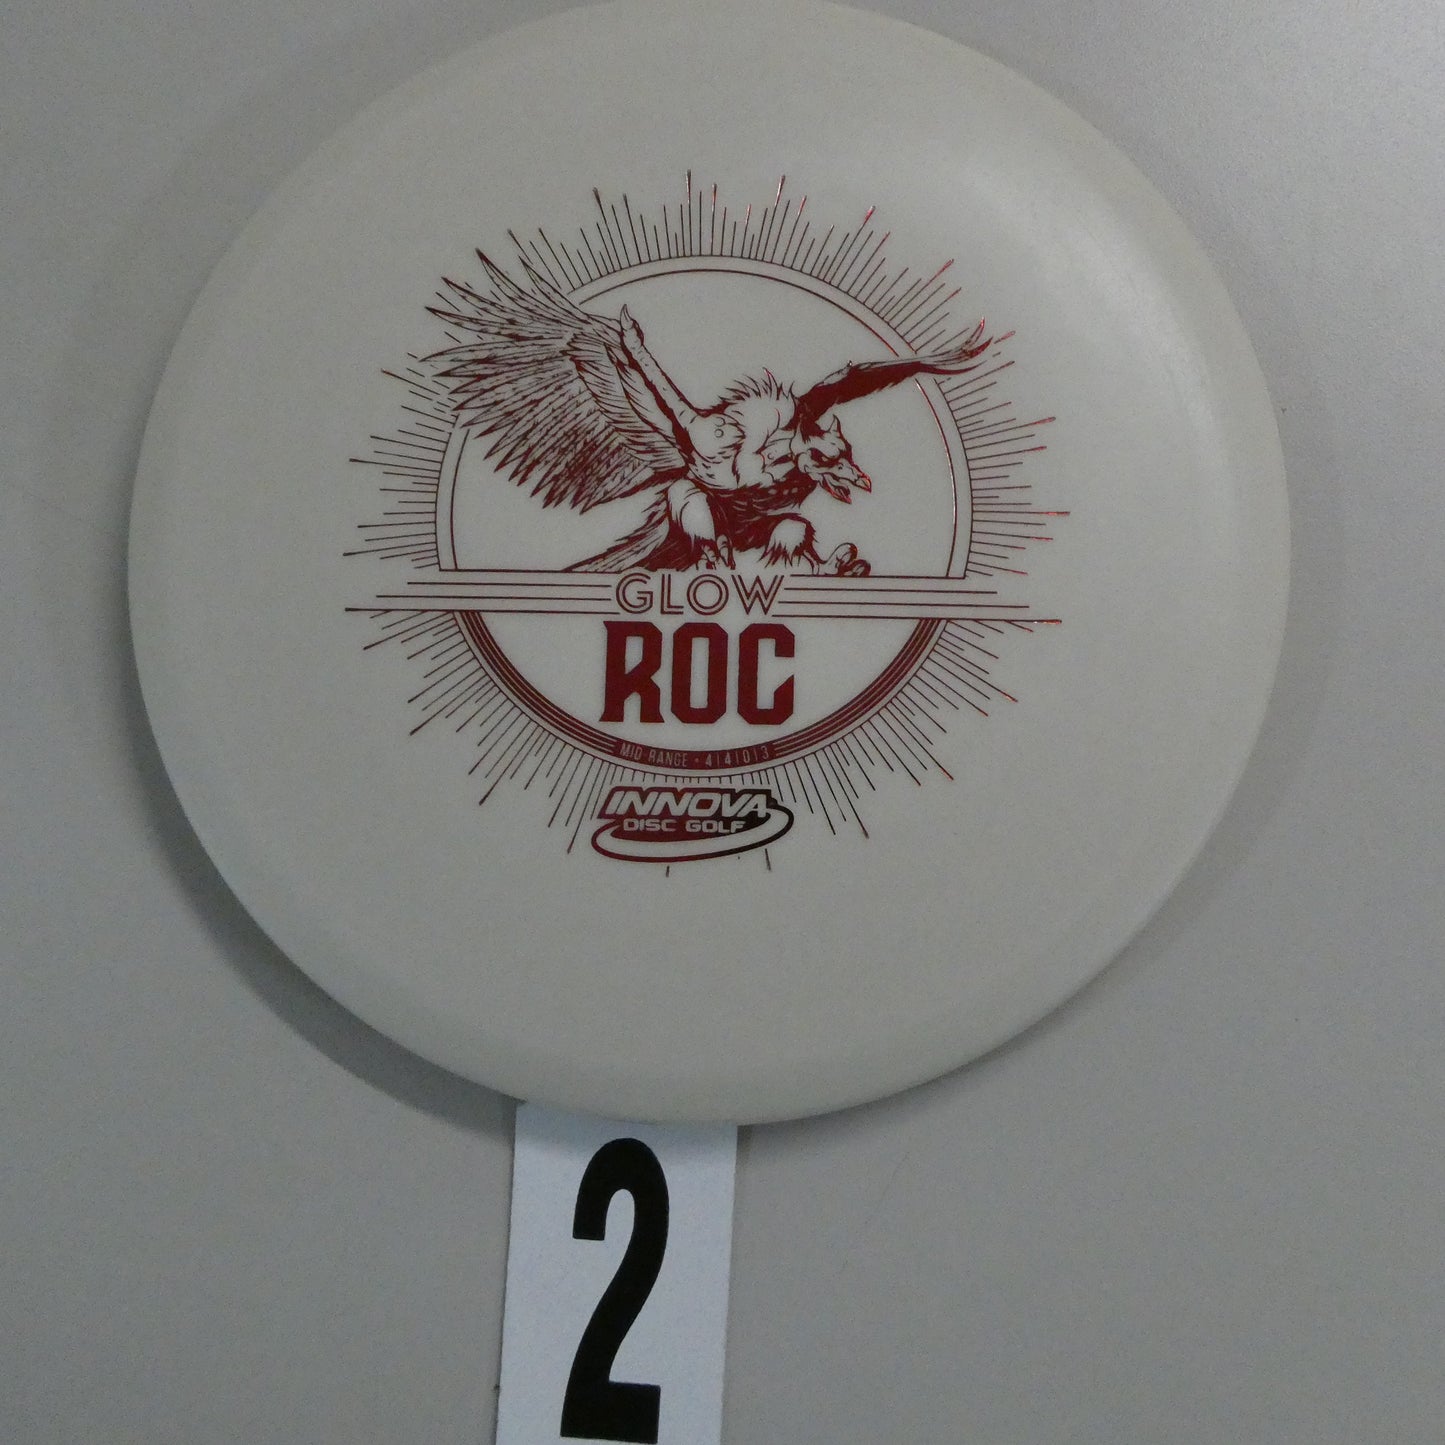 GLOW
ROC
MID-RANGE • 4|4|0|3
INNOVA
DISC GOLF
2